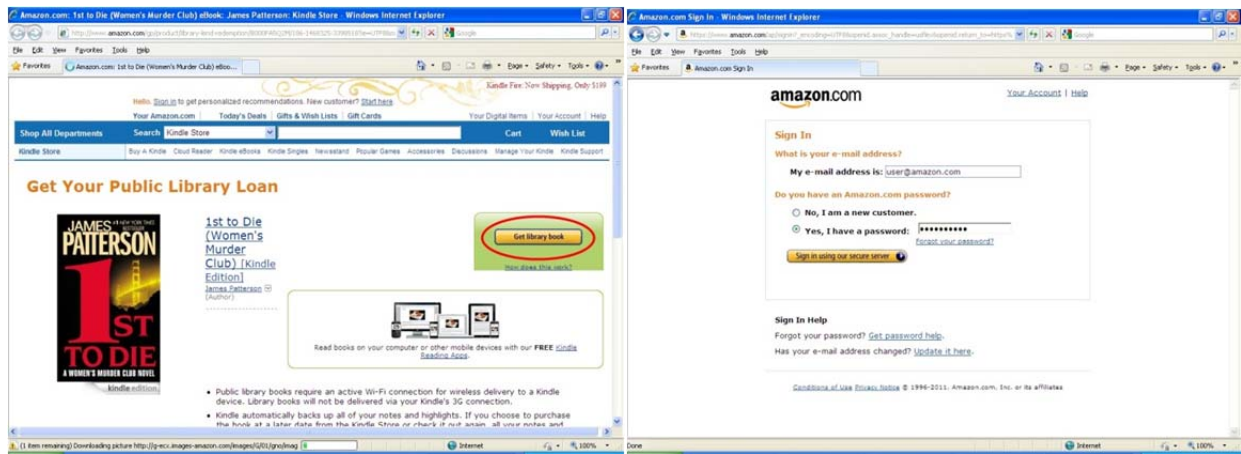 Amazon.com: 1st to Die (Women's Murder Club) eBook: James Patterson: Kindle Store - Windows Internet Explorer
File Edit View Favorites Tools Help
Favorites
Amazon.com: 1st to Die (Women's Murder Club) eBoo...
Page Safety Tools
Kindle Fire: Now Shipping, Only $199
Hello. Sign in to get personalized recommendations. New customer? Start here
Your Amazon.com Today's Deals Gifts & Wish Lists Gift Cards
Your Digital Items Your Account Help
Shop All Departments Search Kindle Store Cart Wish List
Kindle Store Buy A Kindle Cloud Reader Kindle eBooks Kindle Singles Newsstand Popular Games Accessories Discussions Manage Your Kindle Kindle Support
Get Your Public Library Loan
JAMES
PATTERSON
1
ST
TO DIE
A WOMEN'S MURDER CLUB NOVEL
kindle edition
1st to Die
(Women's
Murder
Club) [Kindle
Edition]
James Patterson
(Author)
Get library book
How does this work?
Read books on your computer or other mobile devices with our FREE Kindle
Reading Apps.
• Public library books require an active Wi-Fi connection for wireless delivery to a Kindle
device. Library books will not be delivered via your Kindle's 3G connection.
• Kindle automatically backs up all of your notes and highlights. If you choose to purchase
the book at a later date from the Kindle Store or check it out again, all your notes and
Internet 100%
Amazon.com Sign In - Windows Internet Explorer
Google
File Edit View Favorites Tools Help
Favorites
Amazon.com Sign In
Page Safety Tools
amazon.com
Your Account | Help
Sign In
What is your e-mail address?
My e-mail address is: user@amazon.com
Do you have an Amazon.com password?
No, I am a new customer.
Yes, I have a password:
Forgot your password?
Sign in using our secure server
Sign In Help
Forgot your password? Get password help.
Has your e-mail address changed? Update it here.
Conditions of Use Privacy Notice © 1996-2011, Amazon.com, Inc. or its affiliates
Done
Internet 100%